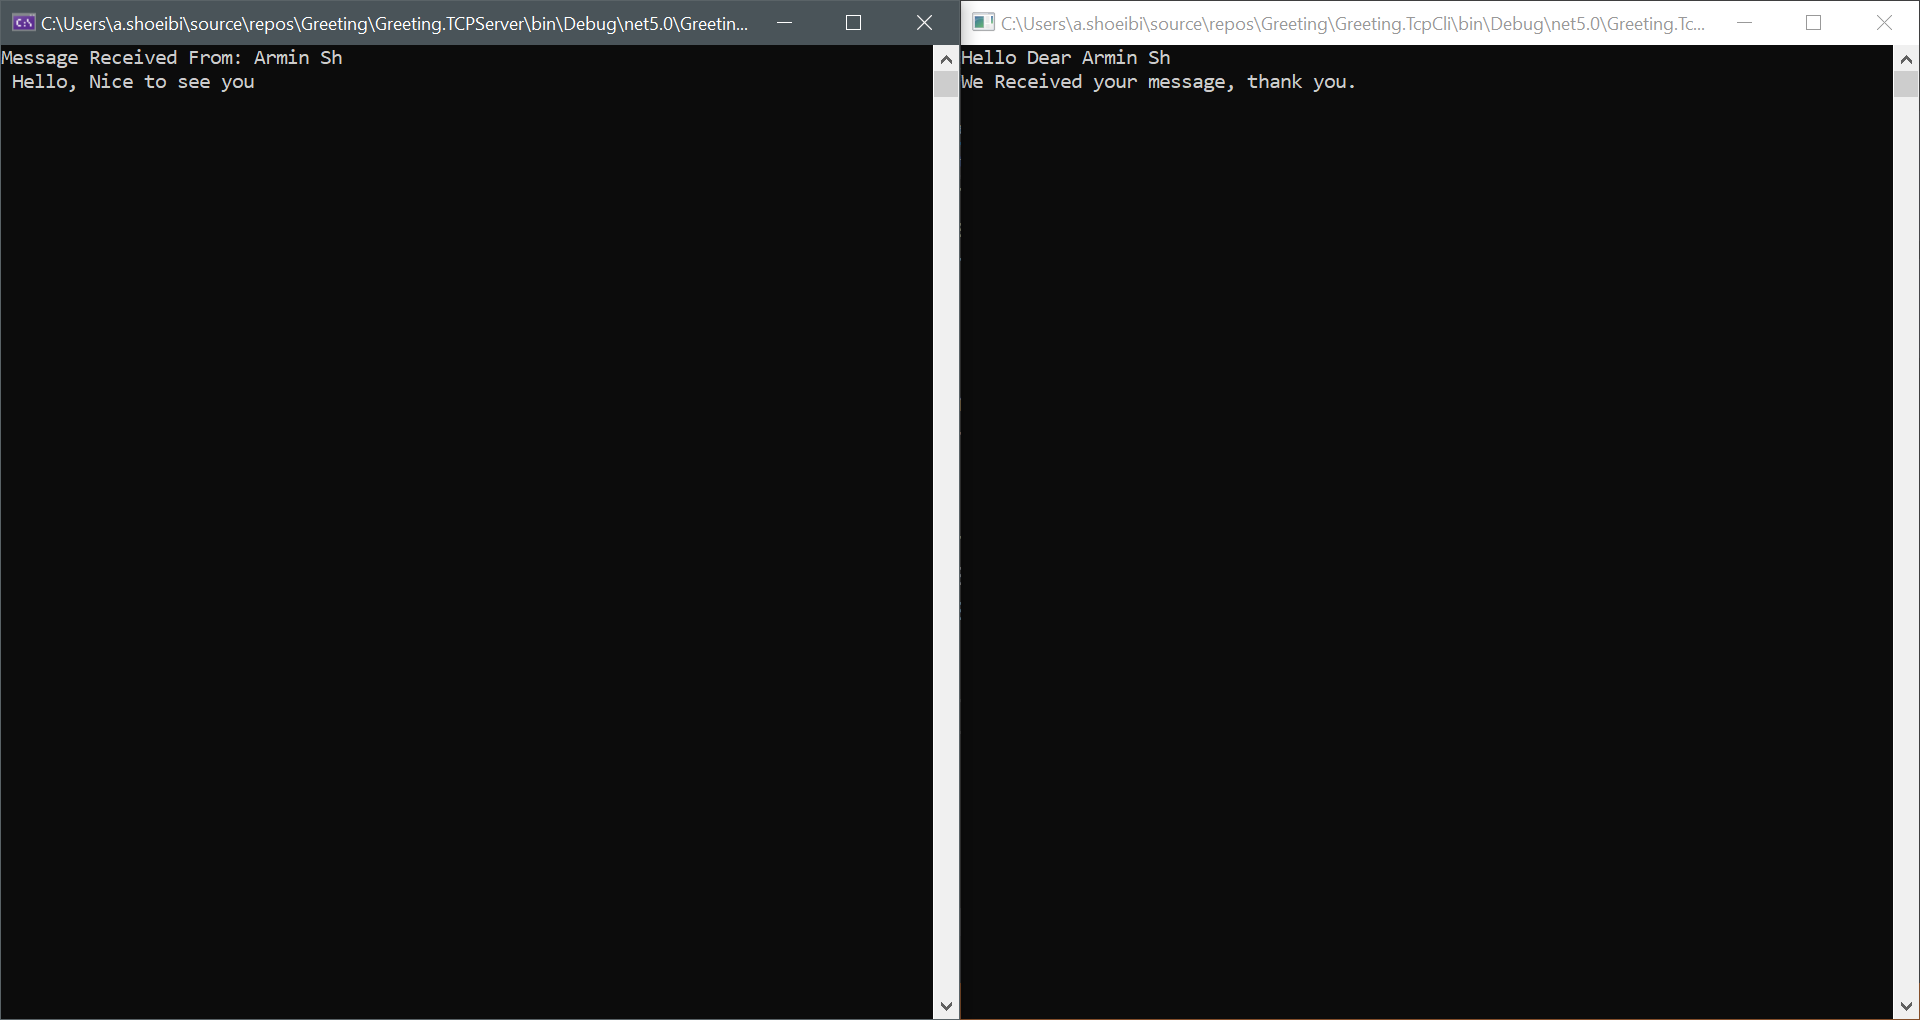 C:\Users\a.shoeibi\source\repos\Greeting\Greeting.TCPServer\bin\Debug\net5.0\Greetin...
Message Received From: Armin Sh
Hello, Nice to see you
C:\Users\a.shoeibi\source\repos\Greeting\Greeting.TcpCli\bin\Debug\net5.0\Greeting.Tc...
Hello Dear Armin Sh
We Received your message, thank you.